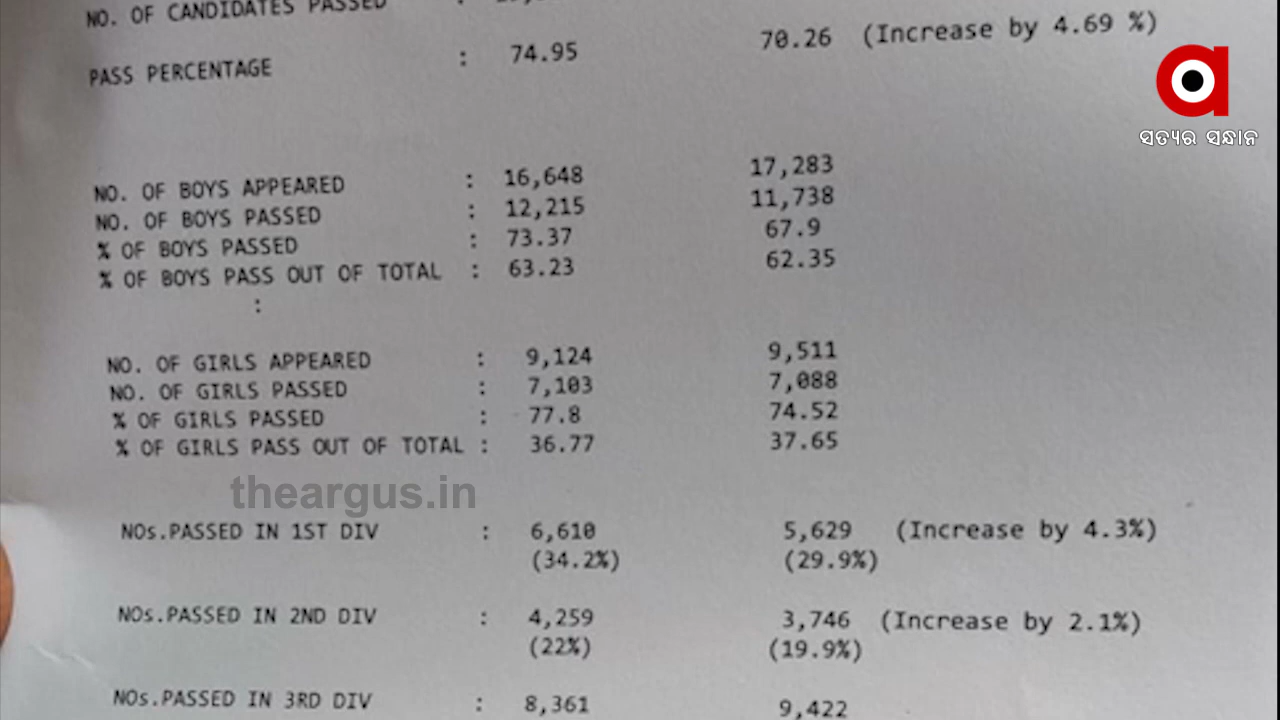 NO. OF CANDIDATES PASSED :
PASS PERCENTAGE : 74.95 70.26 (Increase by 4.69 %)
ସତ୍ୟର ସନ୍ଧାନ
NO. OF BOYS APPEARED : 16,648 17,283
NO. OF BOYS PASSED : 12,215 11,738
% OF BOYS PASSED : 73.37 67.9
% OF BOYS PASS OUT OF TOTAL : 63.23 62.35
:
NO. OF GIRLS APPEARED : 9,124 9,511
NO. OF GIRLS PASSED : 7,103 7,088
% OF GIRLS PASSED : 77.8 74.52
% OF GIRLS PASS OUT OF TOTAL : 36.77 37.65
theargus.in
NOs.PASSED IN 1ST DIV : 6,610 5,629 (Increase by 4.3%)
(34.2%) (29.9%)
NOs.PASSED IN 2ND DIV : 4,259 3,746 (Increase by 2.1%)
(22%) (19.9%)
NOs.PASSED IN 3RD DIV : 8,361 9,422